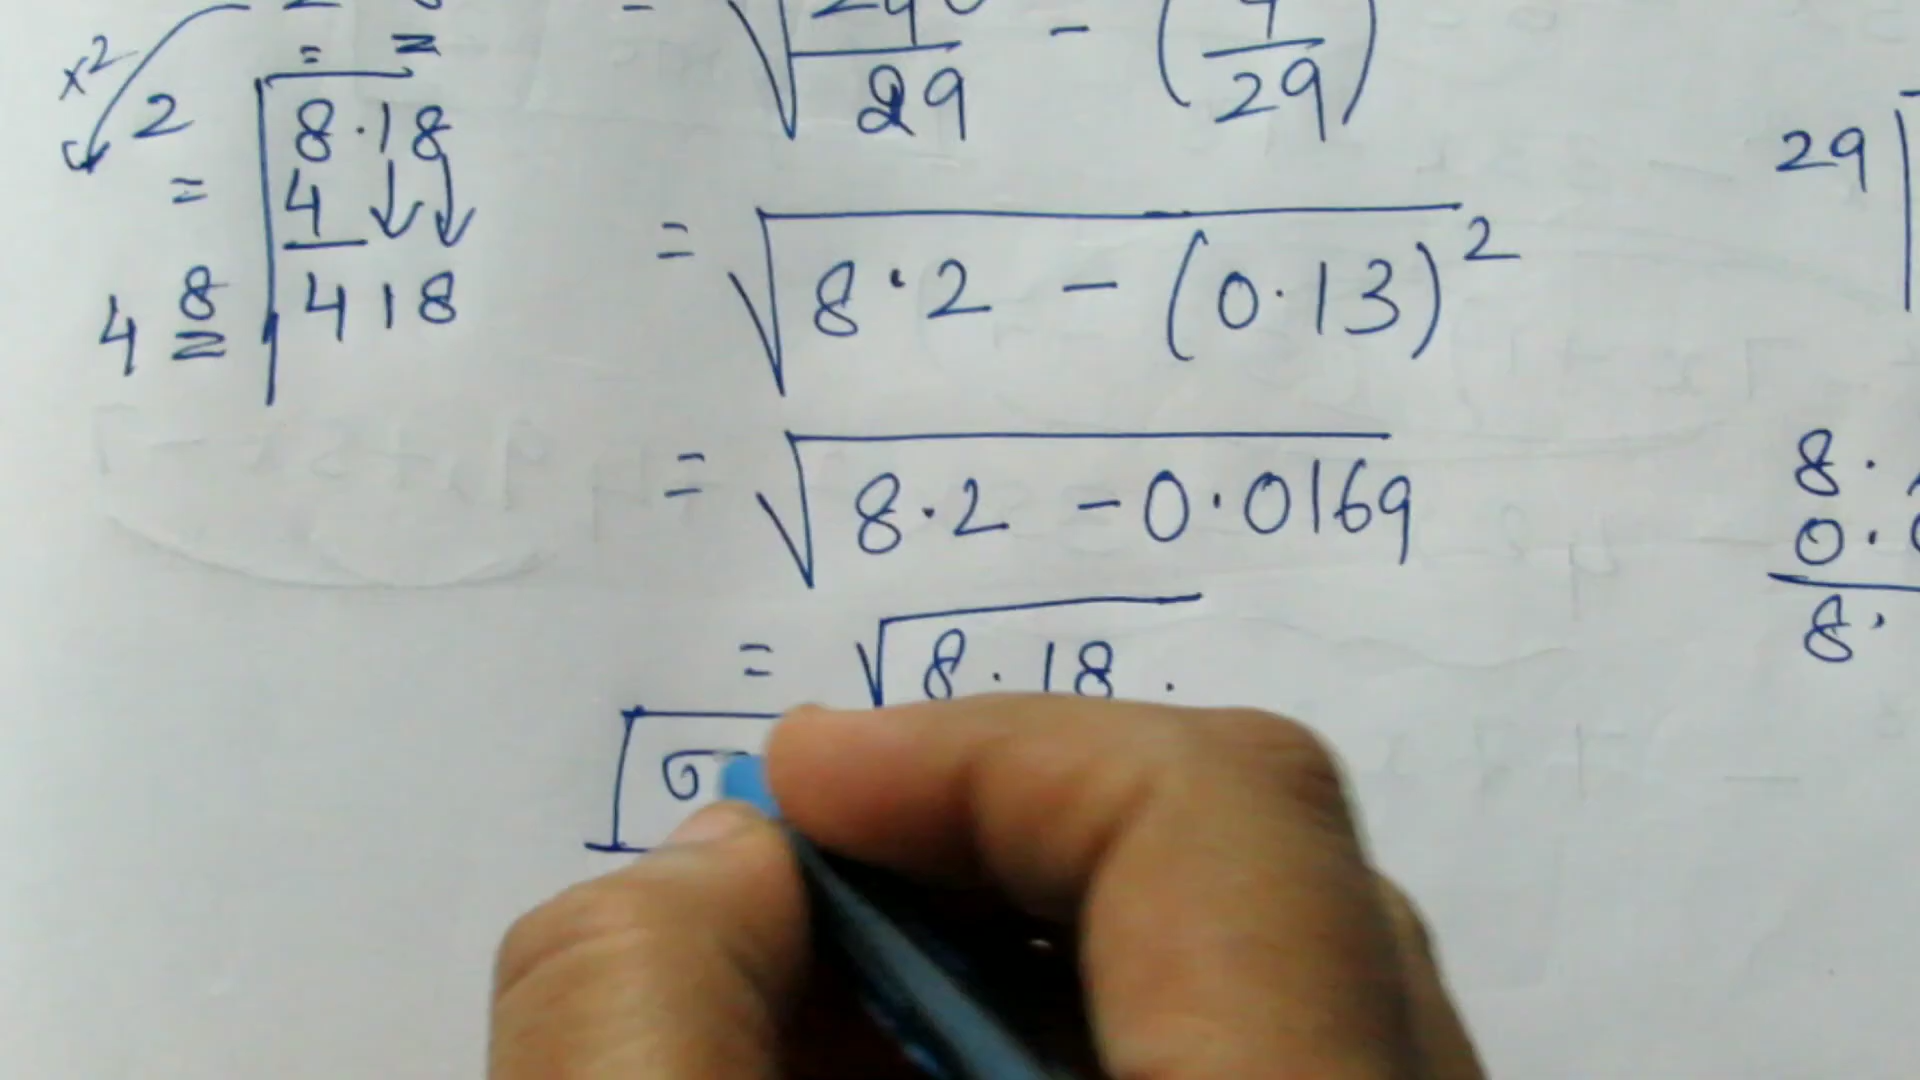 x2
2 8.18
= 4
4 8 418
= √ /29 - ( /29)
= √8.2 - (0.13)²
= √8.2 - 0.0169
= √8.18
σ
29
8.
0.
8.